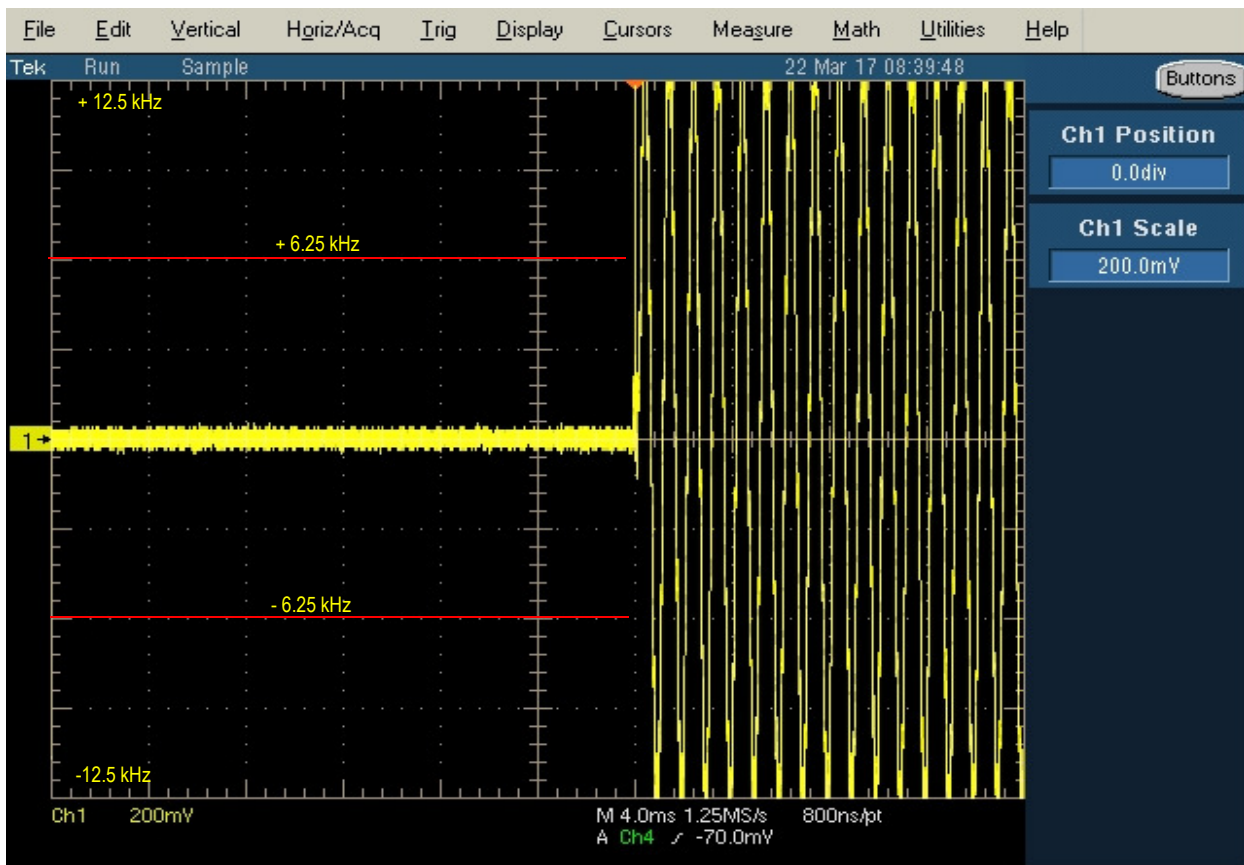 File Edit Vertical Horiz/Acq Trig Display Cursors Measure Math Utilities Help
Tek Run Sample 22 Mar 17 08:39:48
Buttons
+ 12.5 kHz
Ch1 Position
0.0div
Ch1 Scale
200.0mV
+ 6.25 kHz
1
- 6.25 kHz
-12.5 kHz
Ch1 200mV M 4.0ms 1.25MS/s 800ns/pt
A Ch4 -70.0mV